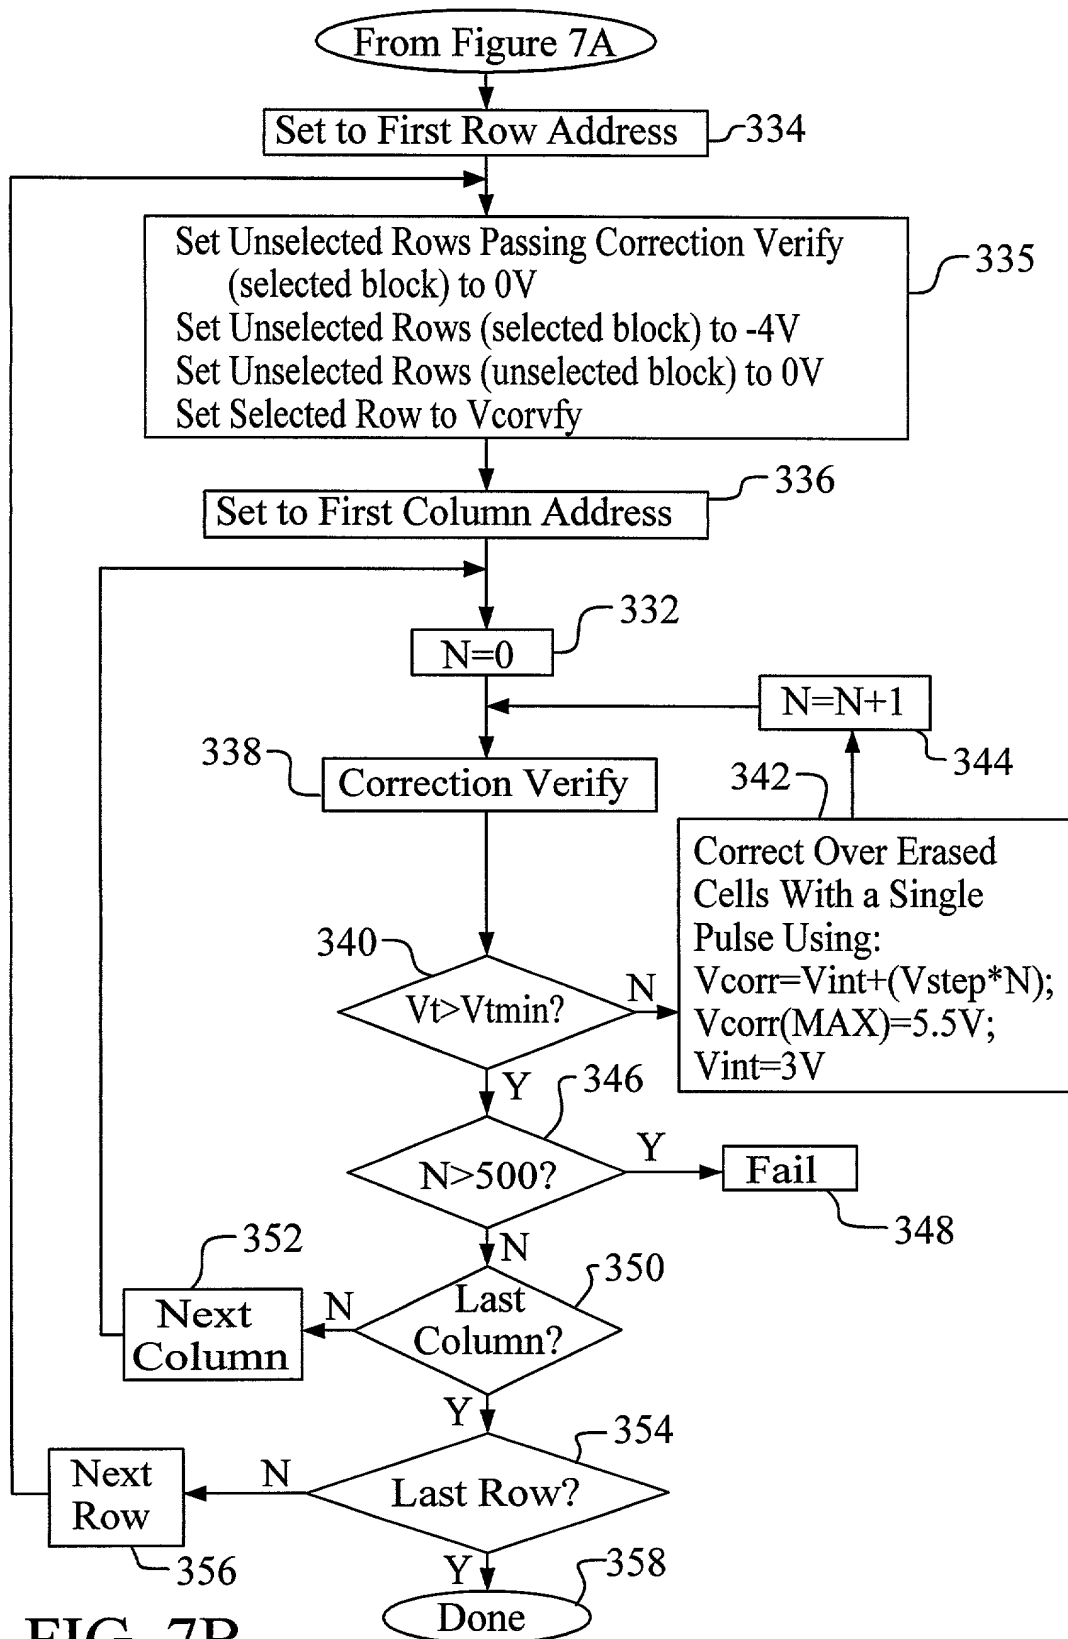 From Figure 7A
Set to First Row Address
334
Set Unselected Rows Passing Correction Verify
(selected block) to 0V
Set Unselected Rows (selected block) to -4V
Set Unselected Rows (unselected block) to 0V
Set Selected Row to Vcorvfy
335
336
Set to First Column Address
332
N=0
N=N+1
344
338
Correction Verify
342
Correct Over Erased
Cells With a Single
Pulse Using:
Vcorr=Vint+(Vstep*N);
Vcorr(MAX)=5.5V;
Vint=3V
340
Vt>Vtmin?
N
Y
346
N>500?
Y
Fail
348
N
352
350
Last
Column?
N
Next
Column
Y
354
Last Row?
N
Next
Row
356
Y
358
Done
FIG. 7B